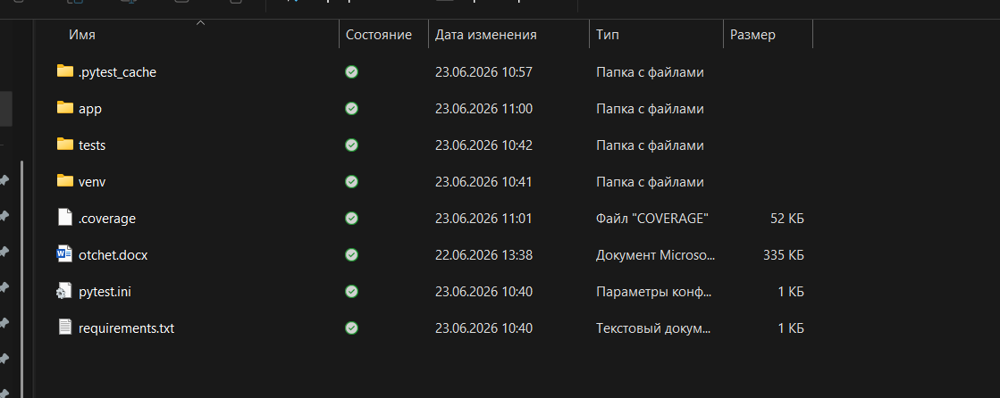 Имя Состояние Дата изменения Тип Размер
.pytest_cache 23.06.2026 10:57 Папка с файлами
app 23.06.2026 11:00 Папка с файлами
tests 23.06.2026 10:42 Папка с файлами
venv 23.06.2026 10:41 Папка с файлами
.coverage 23.06.2026 11:01 Файл "COVERAGE" 52 КБ
otchet.docx 22.06.2026 13:38 Документ Microso... 335 КБ
pytest.ini 23.06.2026 10:40 Параметры конф... 1 КБ
requirements.txt 23.06.2026 10:40 Текстовый докум... 1 КБ